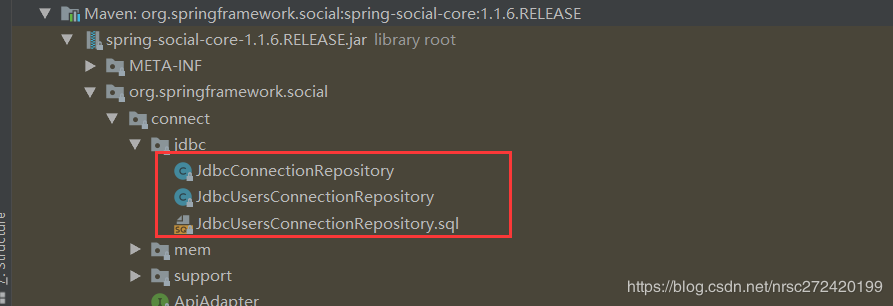 Maven: org.springframework.social:spring-social-core:1.1.6.RELEASE
spring-social-core-1.1.6.RELEASE.jar library root
META-INF
org.springframework.social
connect
jdbc
JdbcConnectionRepository
JdbcUsersConnectionRepository
JdbcUsersConnectionRepository.sql
mem
support
ApiAdapter
Z: Structure
https://blog.csdn.net/nrsc272420199